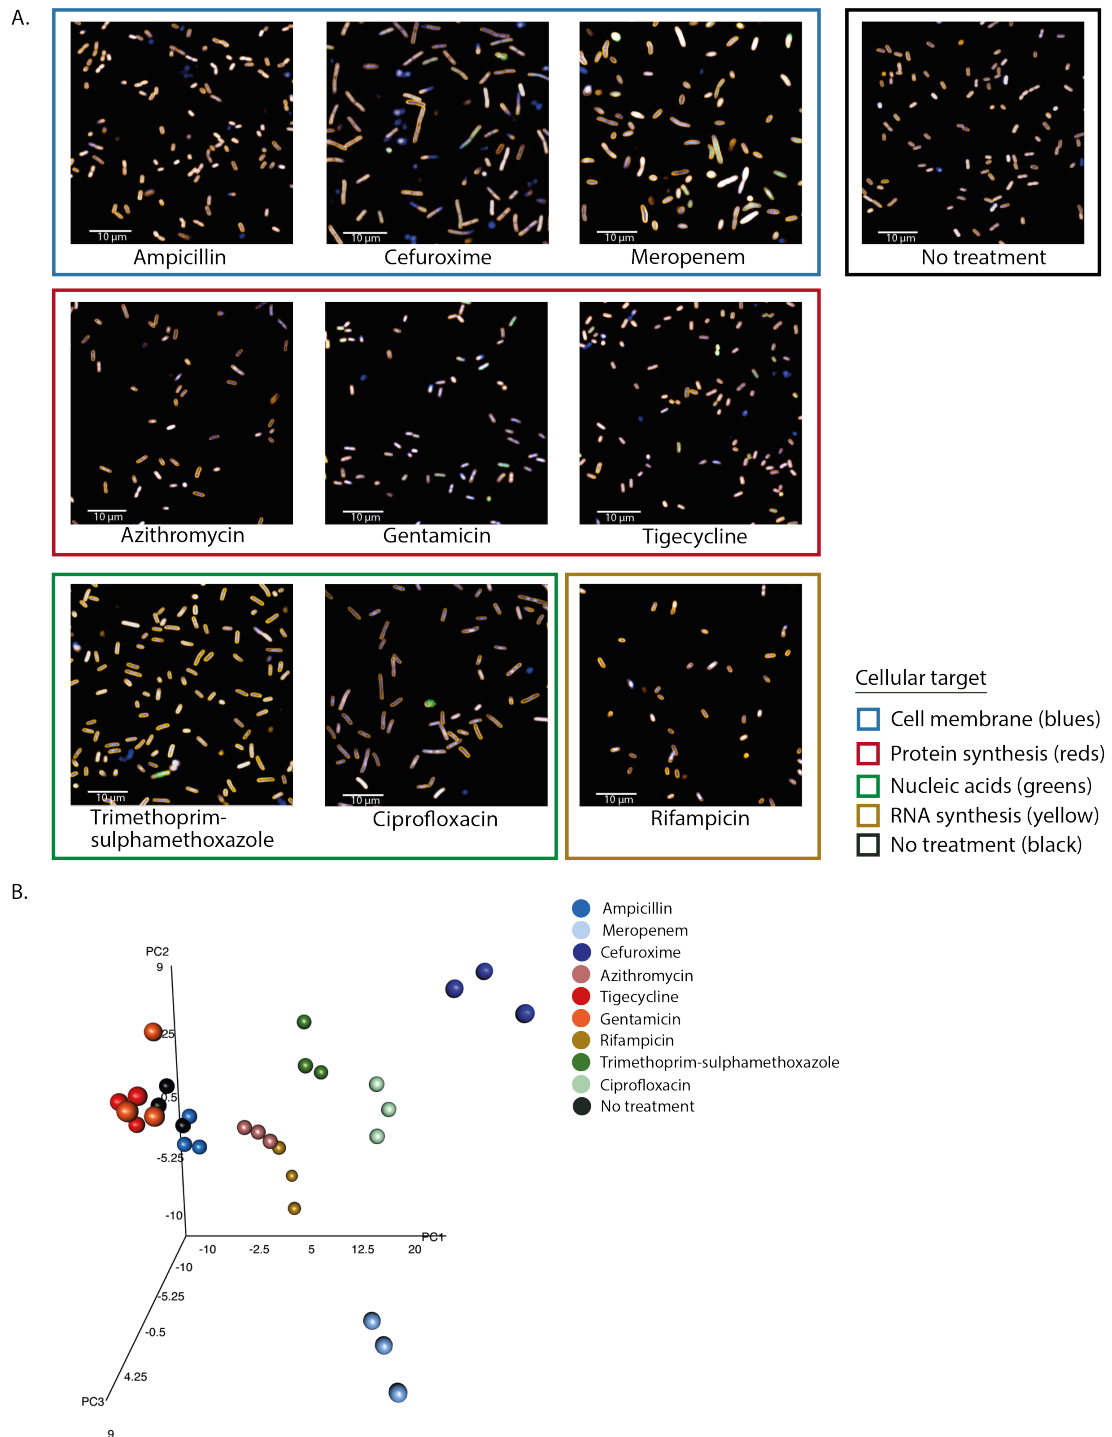 A.
10 µm
10 µm
10 µm
10 µm
Ampicillin
Cefuroxime
Meropenem
No treatment
10 µm
10 µm
10 µm
Azithromycin
Gentamicin
Tigecycline
10 µm
10 µm
10 µm
Trimethoprim-
sulphamethoxazole
Ciprofloxacin
Rifampicin
Cellular target
Cell membrane (blues)
Protein synthesis (reds)
Nucleic acids (greens)
RNA synthesis (yellow)
No treatment (black)
B.
Ampicillin
Meropenem
Cefuroxime
Azithromycin
Tigecycline
Gentamicin
Rifampicin
Trimethoprim-sulphamethoxazole
Ciprofloxacin
No treatment
PC2
9
25
0.5
-5.25
-10
PC1
-10
-2.5
5
12.5
20
-10
-5.25
-0.5
4.25
PC3
9